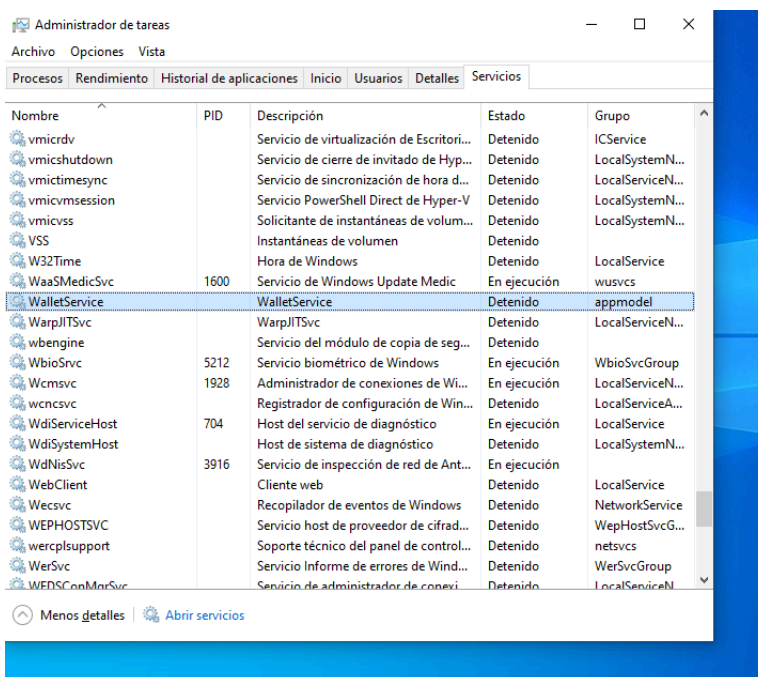 Administrador de tareas
Archivo Opciones Vista
Procesos Rendimiento Historial de aplicaciones Inicio Usuarios Detalles Servicios
Nombre PID Descripción Estado Grupo
vmicrdv Servicio de virtualización de Escritori... Detenido ICService
vmicshutdown Servicio de cierre de invitado de Hyp... Detenido LocalSystemN...
vmictimesync Servicio de sincronización de hora d... Detenido LocalServiceN...
vmicvmsession Servicio PowerShell Direct de Hyper-V Detenido LocalSystemN...
vmicvss Solicitante de instantáneas de volum... Detenido LocalSystemN...
VSS Instantáneas de volumen Detenido
W32Time Hora de Windows Detenido LocalService
WaaSMedicSvc 1600 Servicio de Windows Update Medic En ejecución wusvcs
WalletService WalletService Detenido appmodel
WarpJITSvc WarpJITSvc Detenido LocalServiceN...
wbengine Servicio del módulo de copia de seg... Detenido
WbioSrvc 5212 Servicio biométrico de Windows En ejecución WbioSvcGroup
Wcmsvc 1928 Administrador de conexiones de Wi... En ejecución LocalServiceN...
wcncsvc Registrador de configuración de Win... Detenido LocalServiceA...
WdiServiceHost 704 Host del servicio de diagnóstico En ejecución LocalService
WdiSystemHost Host de sistema de diagnóstico Detenido LocalSystemN...
WdNisSvc 3916 Servicio de inspección de red de Ant... En ejecución
WebClient Cliente web Detenido LocalService
Wecsvc Recopilador de eventos de Windows Detenido NetworkService
WEPHOSTSVC Servicio host de proveedor de cifrad... Detenido WepHostSvcG...
wercplsupport Soporte técnico del panel de control... Detenido netsvcs
WerSvc Servicio Informe de errores de Wind... Detenido WerSvcGroup
WFDSConMgrSvc Servicio de administrador de conexi... Detenido LocalServiceN...
Menos detalles Abrir servicios